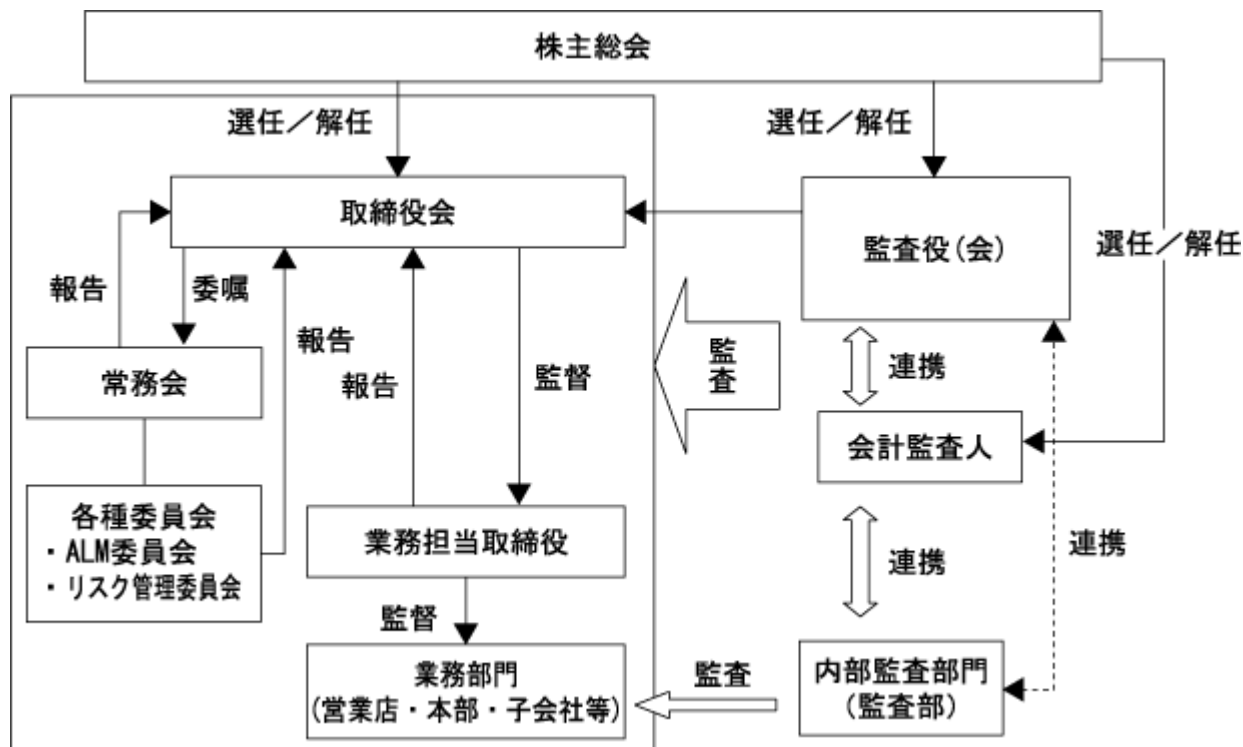 株主総会
選任／解任
選任／解任
取締役会
監査役(会)
選任／解任
報告
委嘱
報告
報告
監督
監査
連携
常務会
会計監査人
各種委員会
・ALM委員会
・リスク管理委員会
業務担当取締役
連携
連携
監督
業務部門
(営業店・本部・子会社等)
監査
内部監査部門
(監査部)